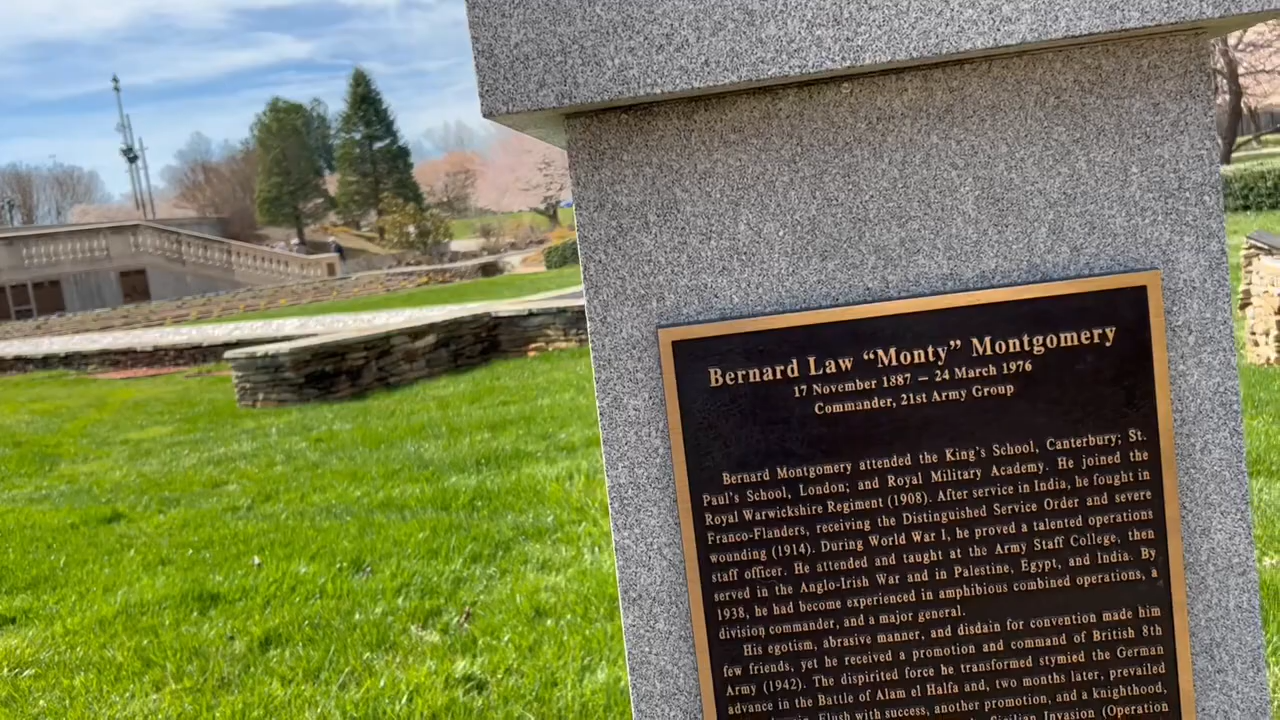 Bernard Law “Monty” Montgomery
17 November 1887 — 24 March 1976
Commander, 21st Army Group
Bernard Montgomery attended the King's School, Canterbury; St.
Paul's School, London; and Royal Military Academy. He joined the
Royal Warwickshire Regiment (1908). After service in India, he fought in
Franco-Flanders, receiving the Distinguished Service Order and severe
wounding (1914). During World War I, he proved a talented operations
staff officer. He attended and taught at the Army Staff College, then
served in the Anglo-Irish War and in Palestine, Egypt, and India. By
1938, he had become experienced in amphibious combined operations, a
division commander, and a major general.
His egotism, abrasive manner, and disdain for convention made him
few friends, yet he received a promotion and command of British 8th
Army (1942). The dispirited force he transformed stymied the German
advance in the Battle of Alam el Halfa and, two months later, prevailed
Flush with success, another promotion, and a knighthood,
Sicilian Invasion (Operation